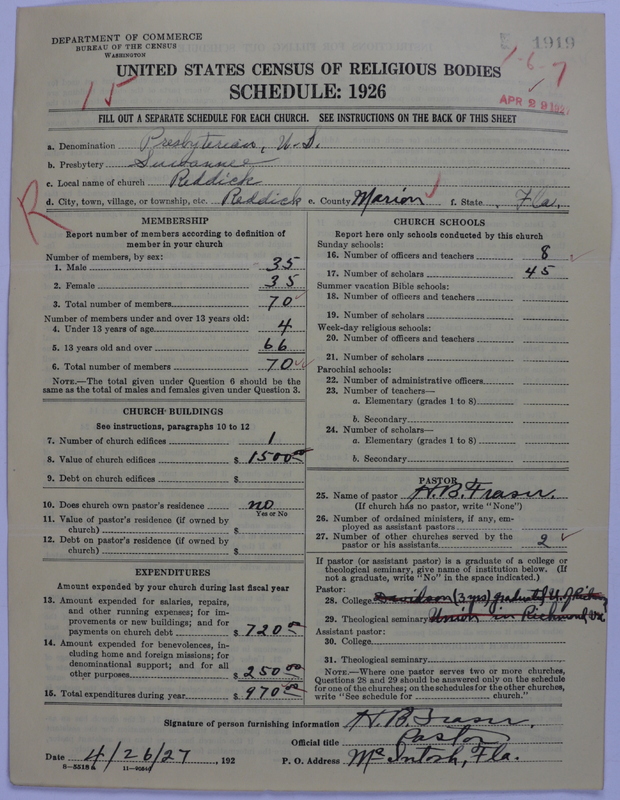 DEPARTMENT OF COMMERCE
BUREAU OF THE CENSUS
WASHINGTON
1919
1-6-7
15
APR 29 1927
UNITED STATES CENSUS OF RELIGIOUS BODIES
SCHEDULE: 1926
FILL OUT A SEPARATE SCHEDULE FOR EACH CHURCH. SEE INSTRUCTIONS ON THE BACK OF THIS SHEET
a. Denomination Presbyterian, U.S.
b. Presbytery Suwannee
c. Local name of church Reddick
d. City, town, village, or township, etc. Reddick e. County Marion f. State Fla.
R
MEMBERSHIP
Report number of members according to definition of
member in your church
Number of members, by sex:
1. Male 35
2. Female 35
3. Total number of members 70
Number of members under and over 13 years old:
4. Under 13 years of age 4
5. 13 years old and over 66
6. Total number of members 70
NOTE.—The total given under Question 6 should be the
same as the total of males and females given under Question 3.
CHURCH BUILDINGS
See instructions, paragraphs 10 to 12
7. Number of church edifices 1
8. Value of church edifices $ 1500.00
9. Debt on church edifices $
10. Does church own pastor's residence no
Yes or No
11. Value of pastor's residence (if owned by
church) $
12. Debt on pastor's residence (if owned by
church) $
EXPENDITURES
Amount expended by your church during last fiscal year
13. Amount expended for salaries, repairs,
and other running expenses; for im-
provements or new buildings; and for
payments on church debt $ 720.00
14. Amount expended for benevolences, in-
cluding home and foreign missions; for
denominational support; and for all
other purposes $ 250.00
15. Total expenditures during year $ 970.00
CHURCH SCHOOLS
Report here only schools conducted by this church
Sunday schools:
16. Number of officers and teachers 8
17. Number of scholars 45
Summer vacation Bible schools:
18. Number of officers and teachers
19. Number of scholars
Week-day religious schools:
20. Number of officers and teachers
21. Number of scholars
Parochial schools:
22. Number of administrative officers
23. Number of teachers—
a. Elementary (grades 1 to 8)
b. Secondary
24. Number of scholars—
a. Elementary (grades 1 to 8)
b. Secondary
PASTOR
25. Name of pastor H. B. Fraser.
(If church has no pastor, write "None")
26. Number of ordained ministers, if any, em-
ployed as assistant pastors
27. Number of other churches served by the
pastor or his assistants 2
If pastor (or assistant pastor) is a graduate of a college or
theological seminary, give name of institution below. (If
not a graduate, write "No" in the space indicated.)
Pastor:
28. College Davidson (3 yrs) graduate U. of
29. Theological seminary Union in Richmond, Va.
Assistant pastor:
30. College
31. Theological seminary
NOTE.—Where one pastor serves two or more churches,
Questions 28 and 29 should be answered only on the schedule
for one of the churches; on the schedules for the other churches,
write "See schedule for church."
Signature of person furnishing information H. B. Fraser.
Official title Pastor
Date 4/26/27, 192 P. O. Address McIntosh, Fla.